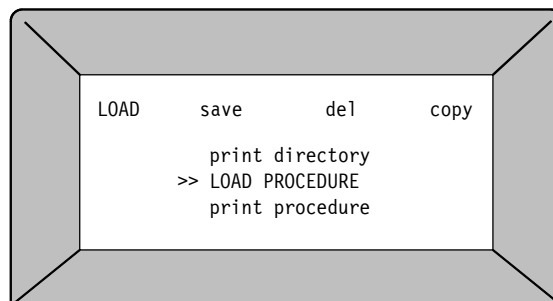 LOAD save del copy
print directory
>> LOAD PROCEDURE
print procedure